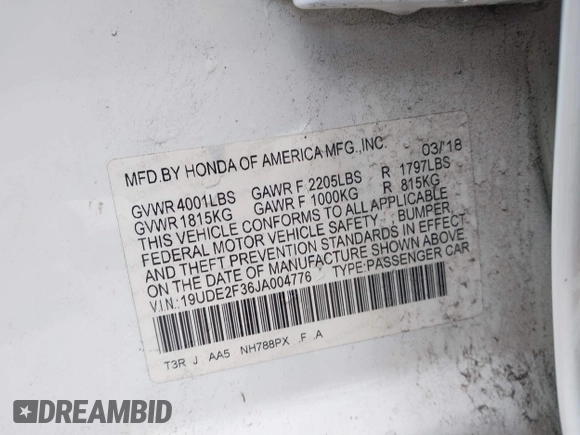 MFD.BY HONDA OF AMERICA MFG.,INC. 03/'18
GVWR 4001LBS GAWR F 2205LBS R 1797LBS
GVWR 1815KG GAWR F 1000KG R 815KG
THIS VEHICLE CONFORMS TO ALL APPLICABLE
FEDERAL MOTOR VEHICLE SAFETY, BUMPER,
AND THEFT PREVENTION STANDARDS IN EFFECT
ON THE DATE OF MANUFACTURE SHOWN ABOVE
V.I.N.: 19UDE2F36JA004776 TYPE:PASSENGER CAR
T3R J AA5 NH788PX .F .A
DREAMBID